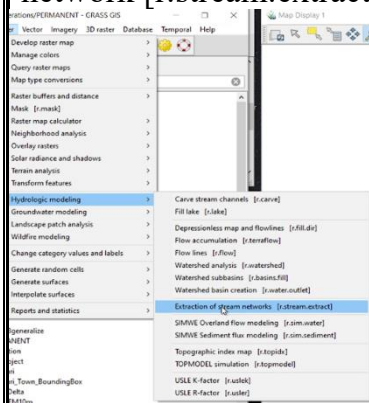 network [r.stream.extract
erations/PERMANENT - GRASS GIS
Map Display 1
Vector Imagery 3D raster Database Temporal Help
Develop raster map
Manage colors
Query raster maps
Map type conversions
Raster buffers and distance
Mask [r.mask]
Raster map calculator
Neighborhood analysis
Overlay rasters
Solar radiance and shadows
Terrain analysis
Transform features
Hydrologic modeling
Groundwater modeling
Landscape patch analysis
Wildfire modeling
Change category values and labels
Generate random cells
Generate surfaces
Interpolate surfaces
Reports and statistics
Carve stream channels [r.carve]
Fill lake [r.lake]
Depressionless map and flowlines [r.fill.dir]
Flow accumulation [r.terraflow]
Flow lines [r.flow]
Watershed analysis [r.watershed]
Watershed subbasins [r.basins.fill]
Watershed basin creation [r.water.outlet]
Extraction of stream networks [r.stream.extract]
SIMWE Overland flow modeling [r.sim.water]
SIMWE Sediment flux modeling [r.sim.sediment]
Topographic index map [r.topidx]
TOPMODEL simulation [r.topmodel]
USLE K-factor [r.uslek]
USLE R-factor [r.usler]
lgeneralize
NENT
tion
oject
ni_Town_BoundingBox
Delta